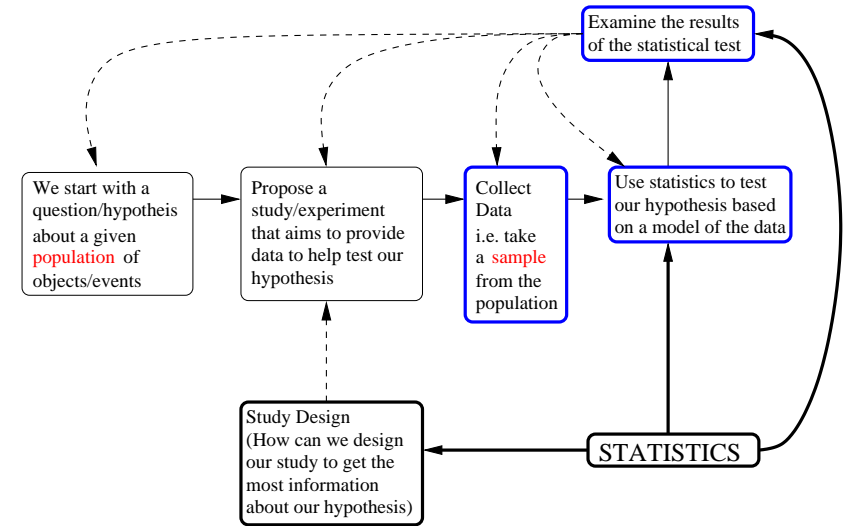 Examine the results
of the statistical test
We start with a
question/hypotheis
about a given
population of
objects/events
Propose a
study/experiment
that aims to provide
data to help test our
hypothesis
Collect
Data
i.e. take
a sample
from the
population
Use statistics to test
our hypothesis based
on a model of the data
Study Design
(How can we design
our study to get the
most information
about our hypothesis)
STATISTICS